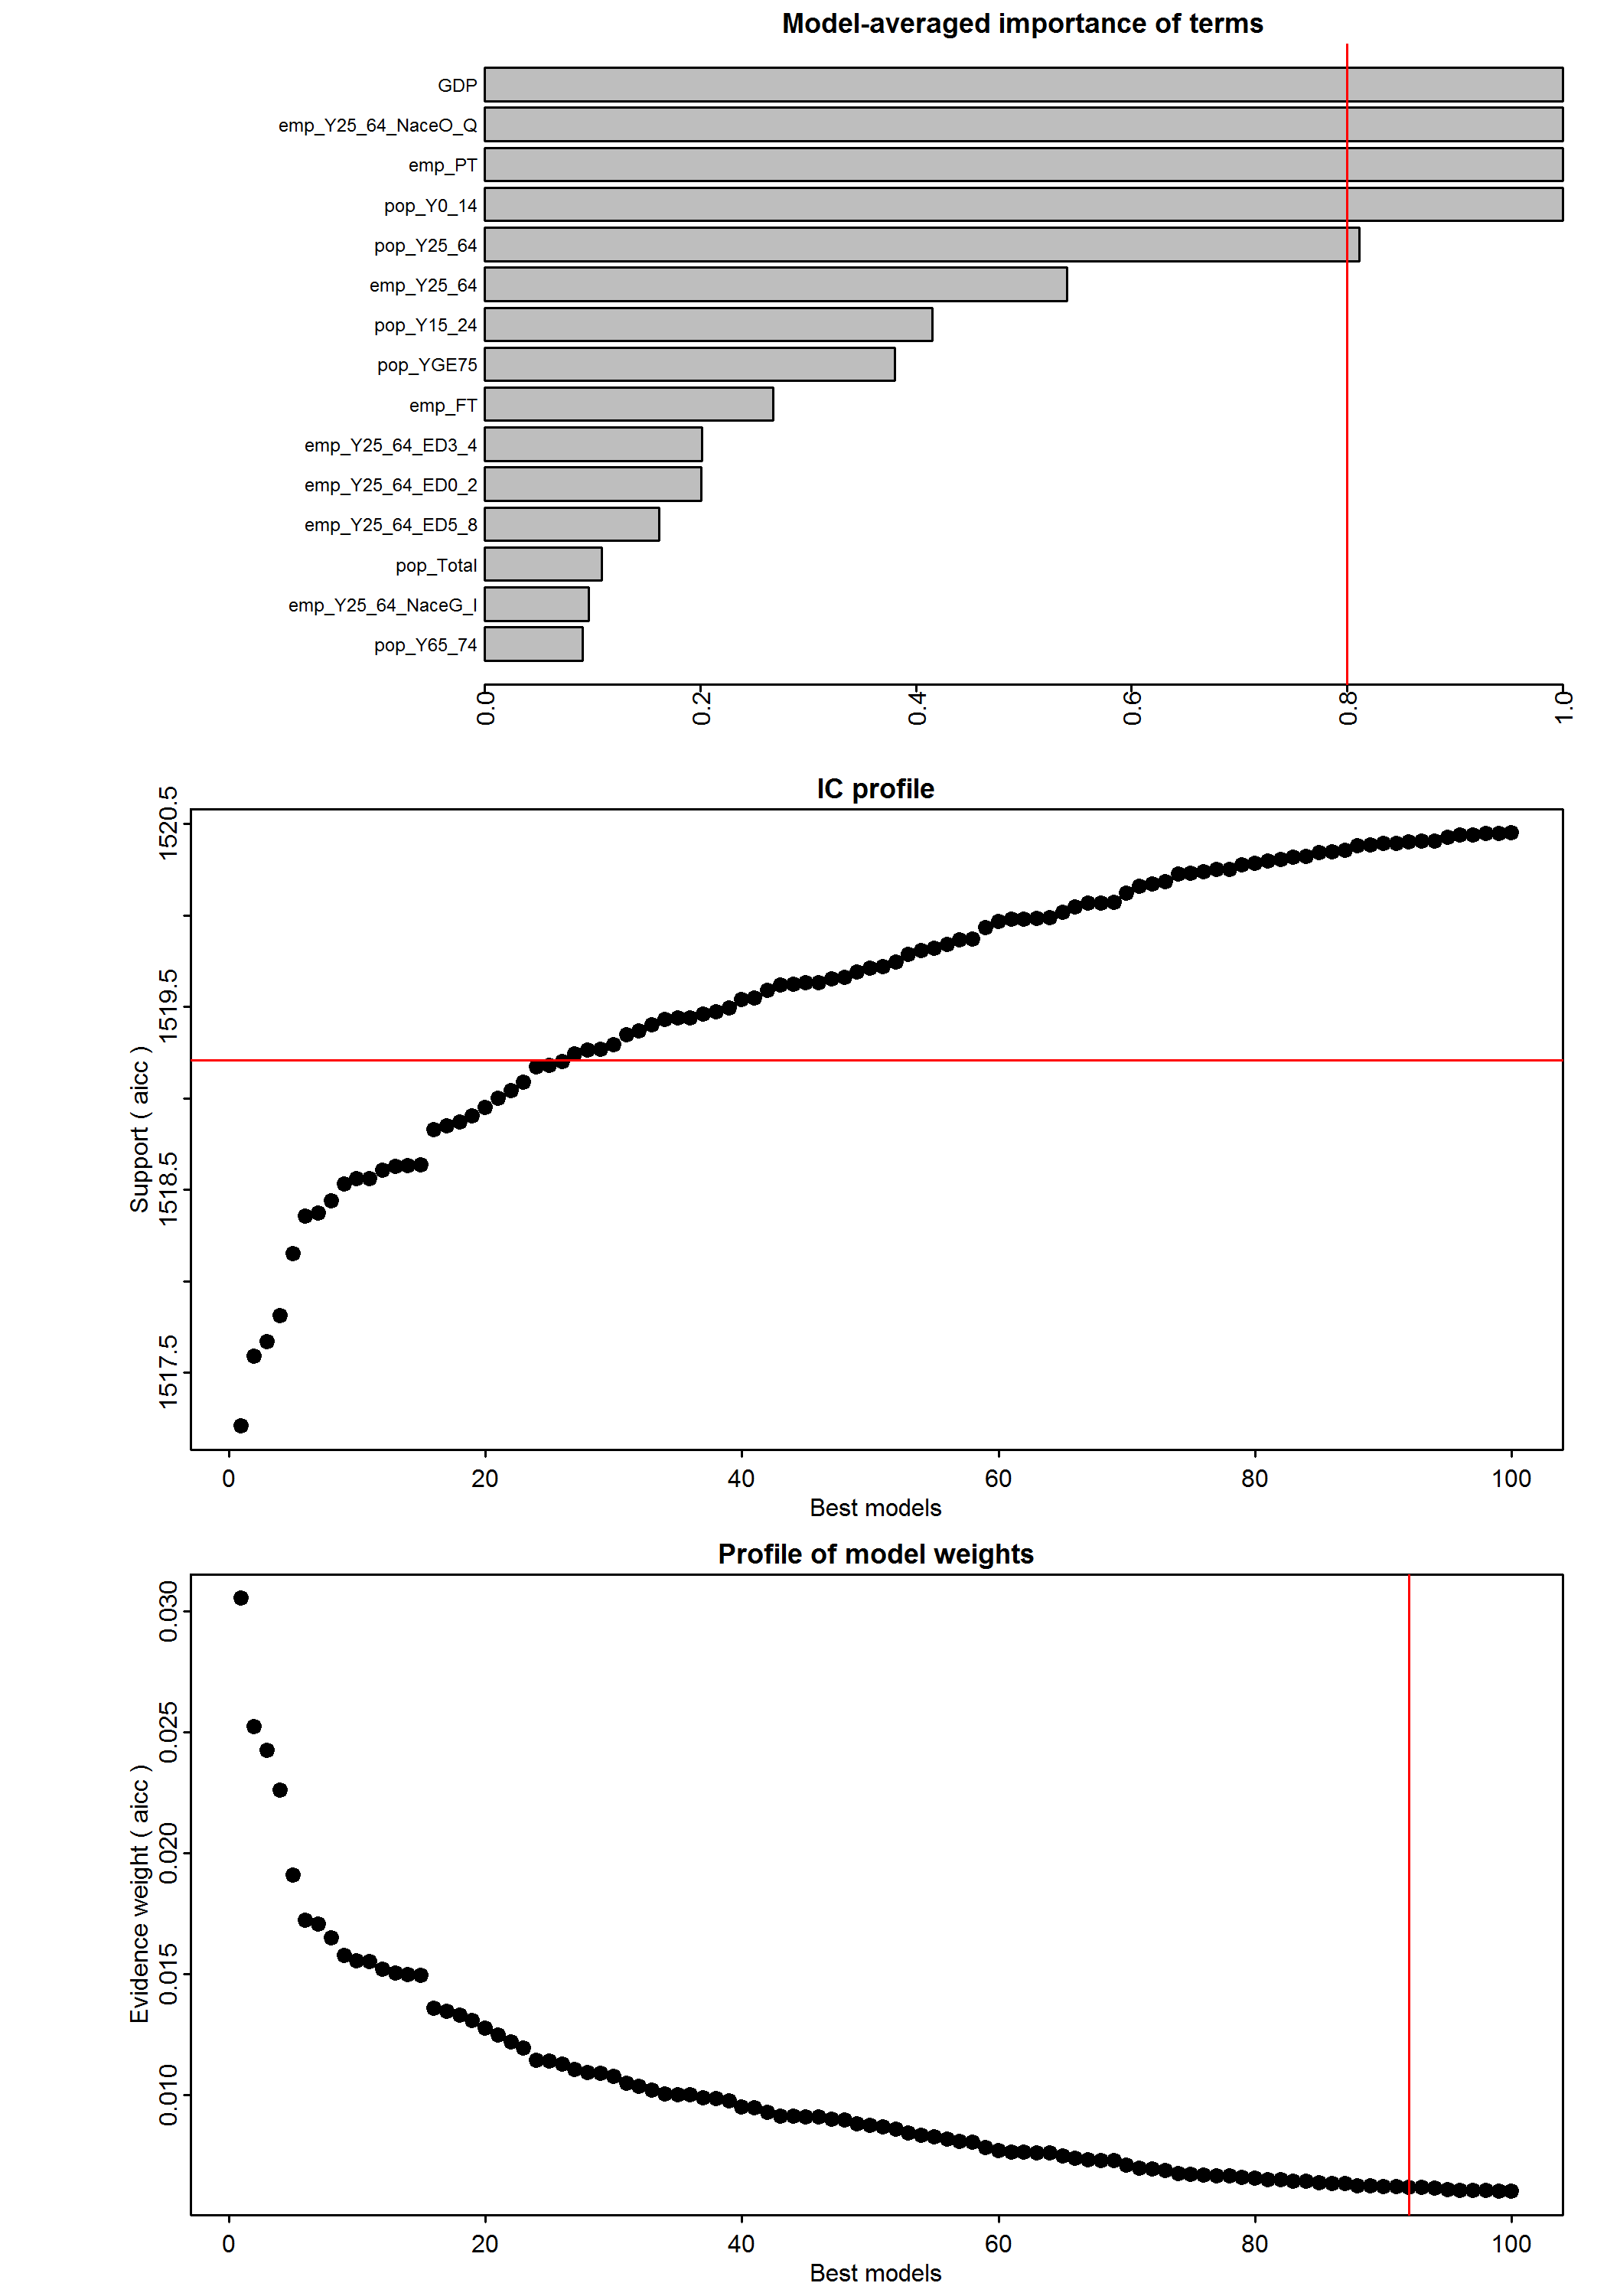 Model-averaged importance of terms
GDP
emp_Y25_64_NaceO_Q
emp_PT
pop_Y0_14
pop_Y25_64
emp_Y25_64
pop_Y15_24
pop_YGE75
emp_FT
emp_Y25_64_ED3_4
emp_Y25_64_ED0_2
emp_Y25_64_ED5_8
pop_Total
emp_Y25_64_NaceG_I
pop_Y65_74
0.0 0.2 0.4 0.6 0.8 1.0
IC profile
Support ( aicc )
1520.5
1519.5
1518.5
1517.5
0 20 40 60 80 100
Best models
Profile of model weights
Evidence weight ( aicc )
0.030
0.025
0.020
0.015
0.010
0 20 40 60 80 100
Best models